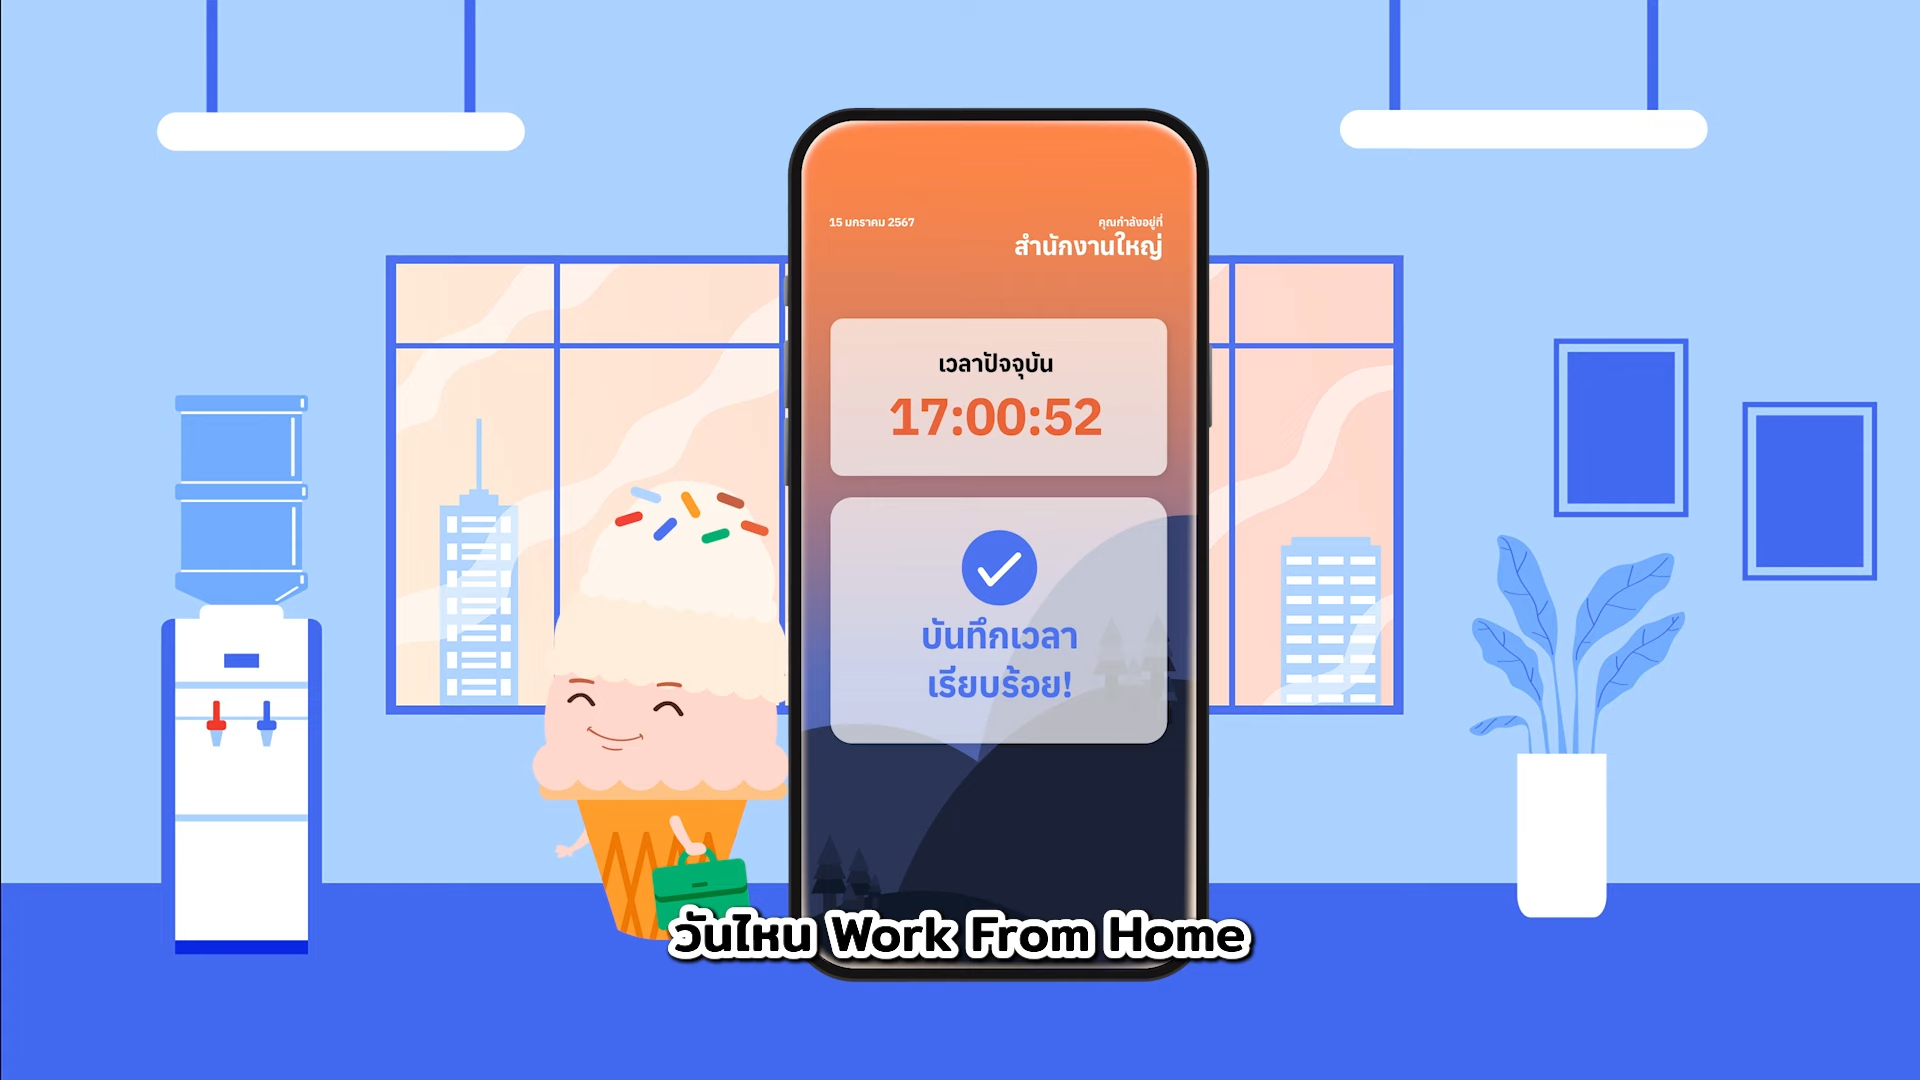 15 มกราคม 2567
คุณกำลังอยู่ที่
สำนักงานใหญ่
เวลาปัจจุบัน
17:00:52
บันทึกเวลา
เรียบร้อย!
วันไหน Work From Home